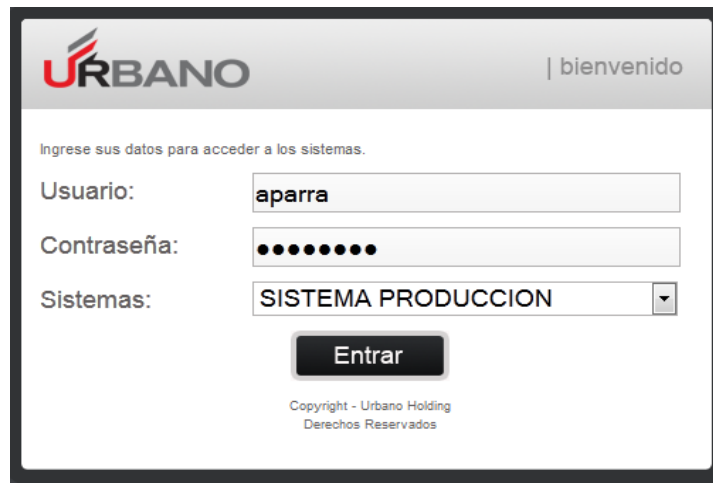 URBANO
| bienvenido
Ingrese sus datos para acceder a los sistemas.
Usuario: aparra
Contraseña: ●●●●●●●●
Sistemas: SISTEMA PRODUCCION
Entrar
Copyright - Urbano Holding
Derechos Reservados